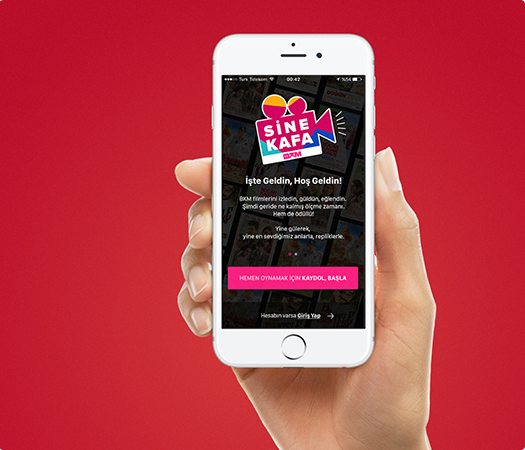 Türk Telekom
00:42
%54
SİNE
KAFA
BKM
İşte Geldin, Hoş Geldin!
BKM filmlerini izledin, güldün, eğlendin.
Şimdi geride ne kalmış ölçme zamanı.
Hem de ödüllü!
Yine gülerek,
yine en sevdiğimiz anlarla, repliklerle.
HEMEN OYNAMAK İÇİN KAYDOL, BAŞLA
Hesabın varsa Giriş Yap